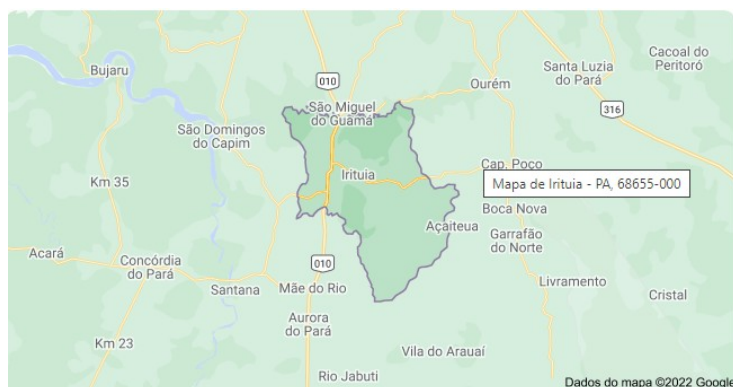 Cacoal do
Peritoró
Santa Luzia
do Pará
Bujaru
010
Ourém
São Miguel
do Guamá
316
São Domingos
do Capim
Irituia
Cap. Poço
Km 35
Mapa de Irituia - PA, 68655-000
Boca Nova
Açaiteua
Garrafão
do Norte
Acará
Concórdia
do Pará
010
Livramento
Santana
Mãe do Rio
Cristal
Aurora
do Pará
Km 23
Vila do Arauaí
Rio Jabuti
Dados do mapa ©2022 Google